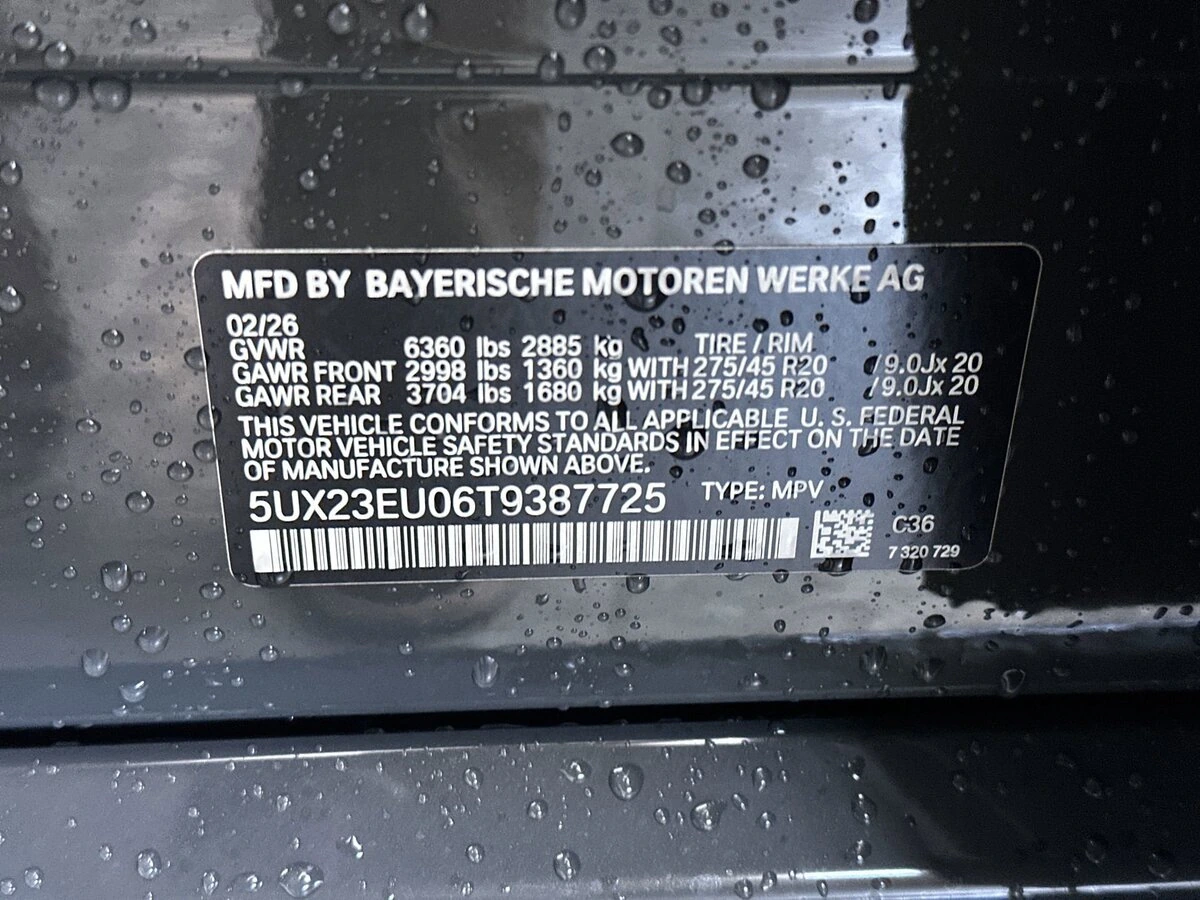 MFD BY BAYERISCHE MOTOREN WERKE AG
02/26
GVWR 6360 lbs 2885 kg TIRE / RIM
GAWR FRONT 2998 lbs 1360 kg WITH 275/45 R20 / 9.0Jx 20
GAWR REAR 3704 lbs 1680 kg WITH 275/45 R20 / 9.0Jx 20
THIS VEHICLE CONFORMS TO ALL APPLICABLE U. S. FEDERAL
MOTOR VEHICLE SAFETY STANDARDS IN EFFECT ON THE DATE
OF MANUFACTURE SHOWN ABOVE.
5UX23EU06T9387725 TYPE: MPV
C36
7 320 729